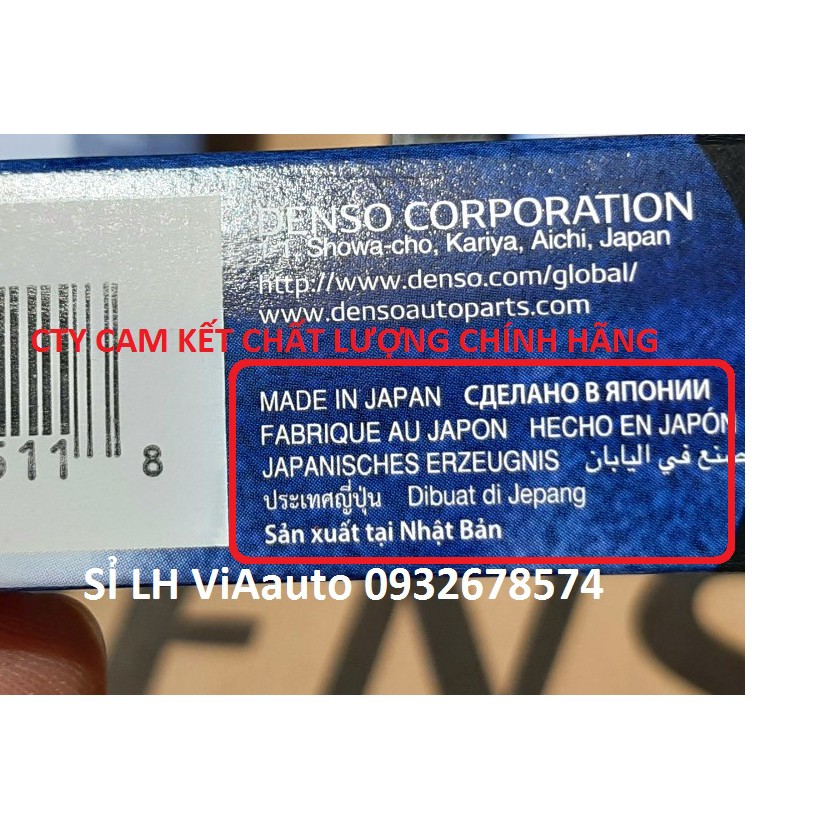 DENSO CORPORATION
1-1, Showa-cho, Kariya, Aichi, Japan
http://www.denso.com/global/
www.densoautoparts.com
CTY CAM KẾT CHẤT LƯỢNG CHÍNH HÃNG
MADE IN JAPAN СДЕЛАНО В ЯПОНИИ
FABRIQUE AU JAPON HECHO EN JAPÓN
JAPANISCHES ERZEUGNIS صنع في اليابان
ประเทศญี่ปุ่น Dibuat di Jepang
Sản xuất tại Nhật Bản
511 8
SỈ LH ViAauto 0932678574
ENS